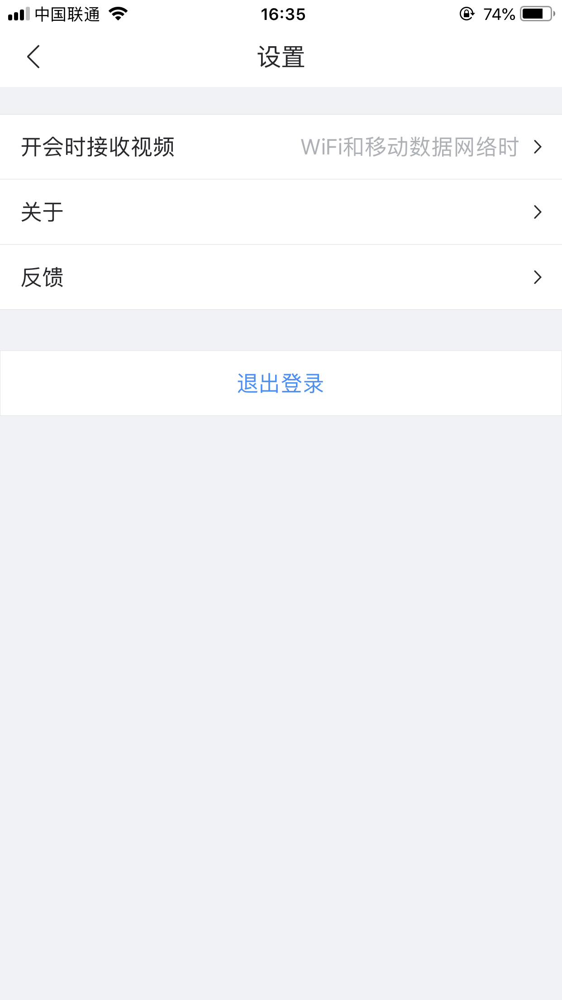 中国联通 16:35 74%
设置
开会时接收视频 WiFi和移动数据网络时
关于
反馈
退出登录